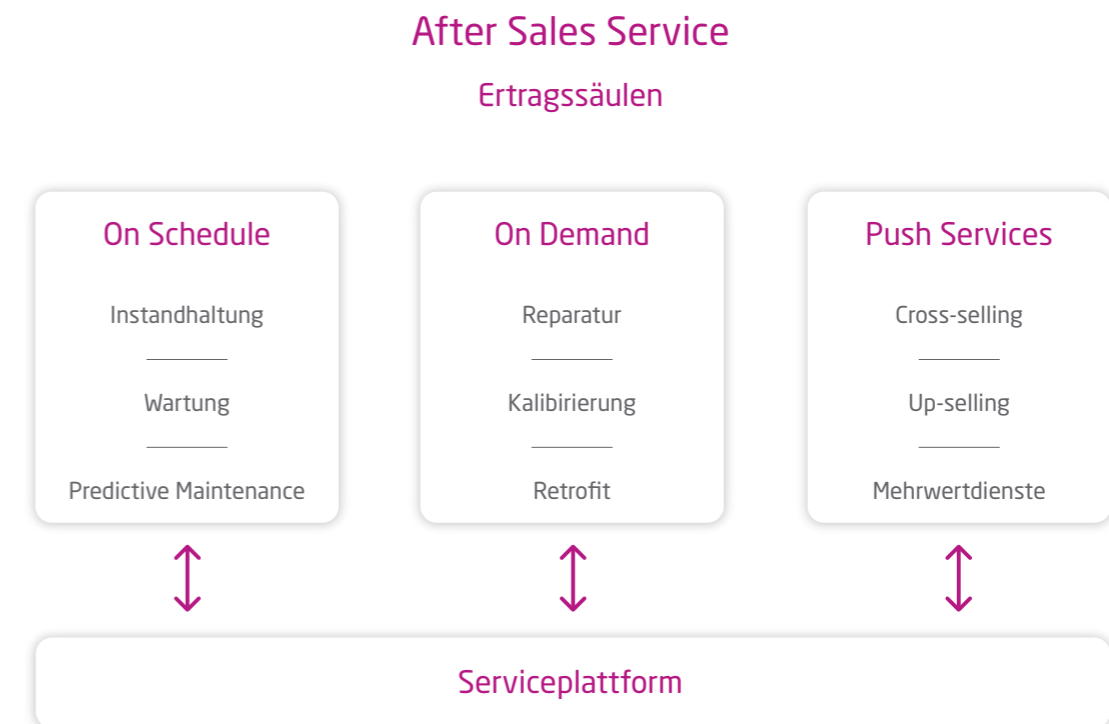 After Sales Service
Ertragssäulen
On Schedule
Instandhaltung
Wartung
Predictive Maintenance
On Demand
Reparatur
Kalibirierung
Retrofit
Push Services
Cross-selling
Up-selling
Mehrwertdienste
Serviceplattform